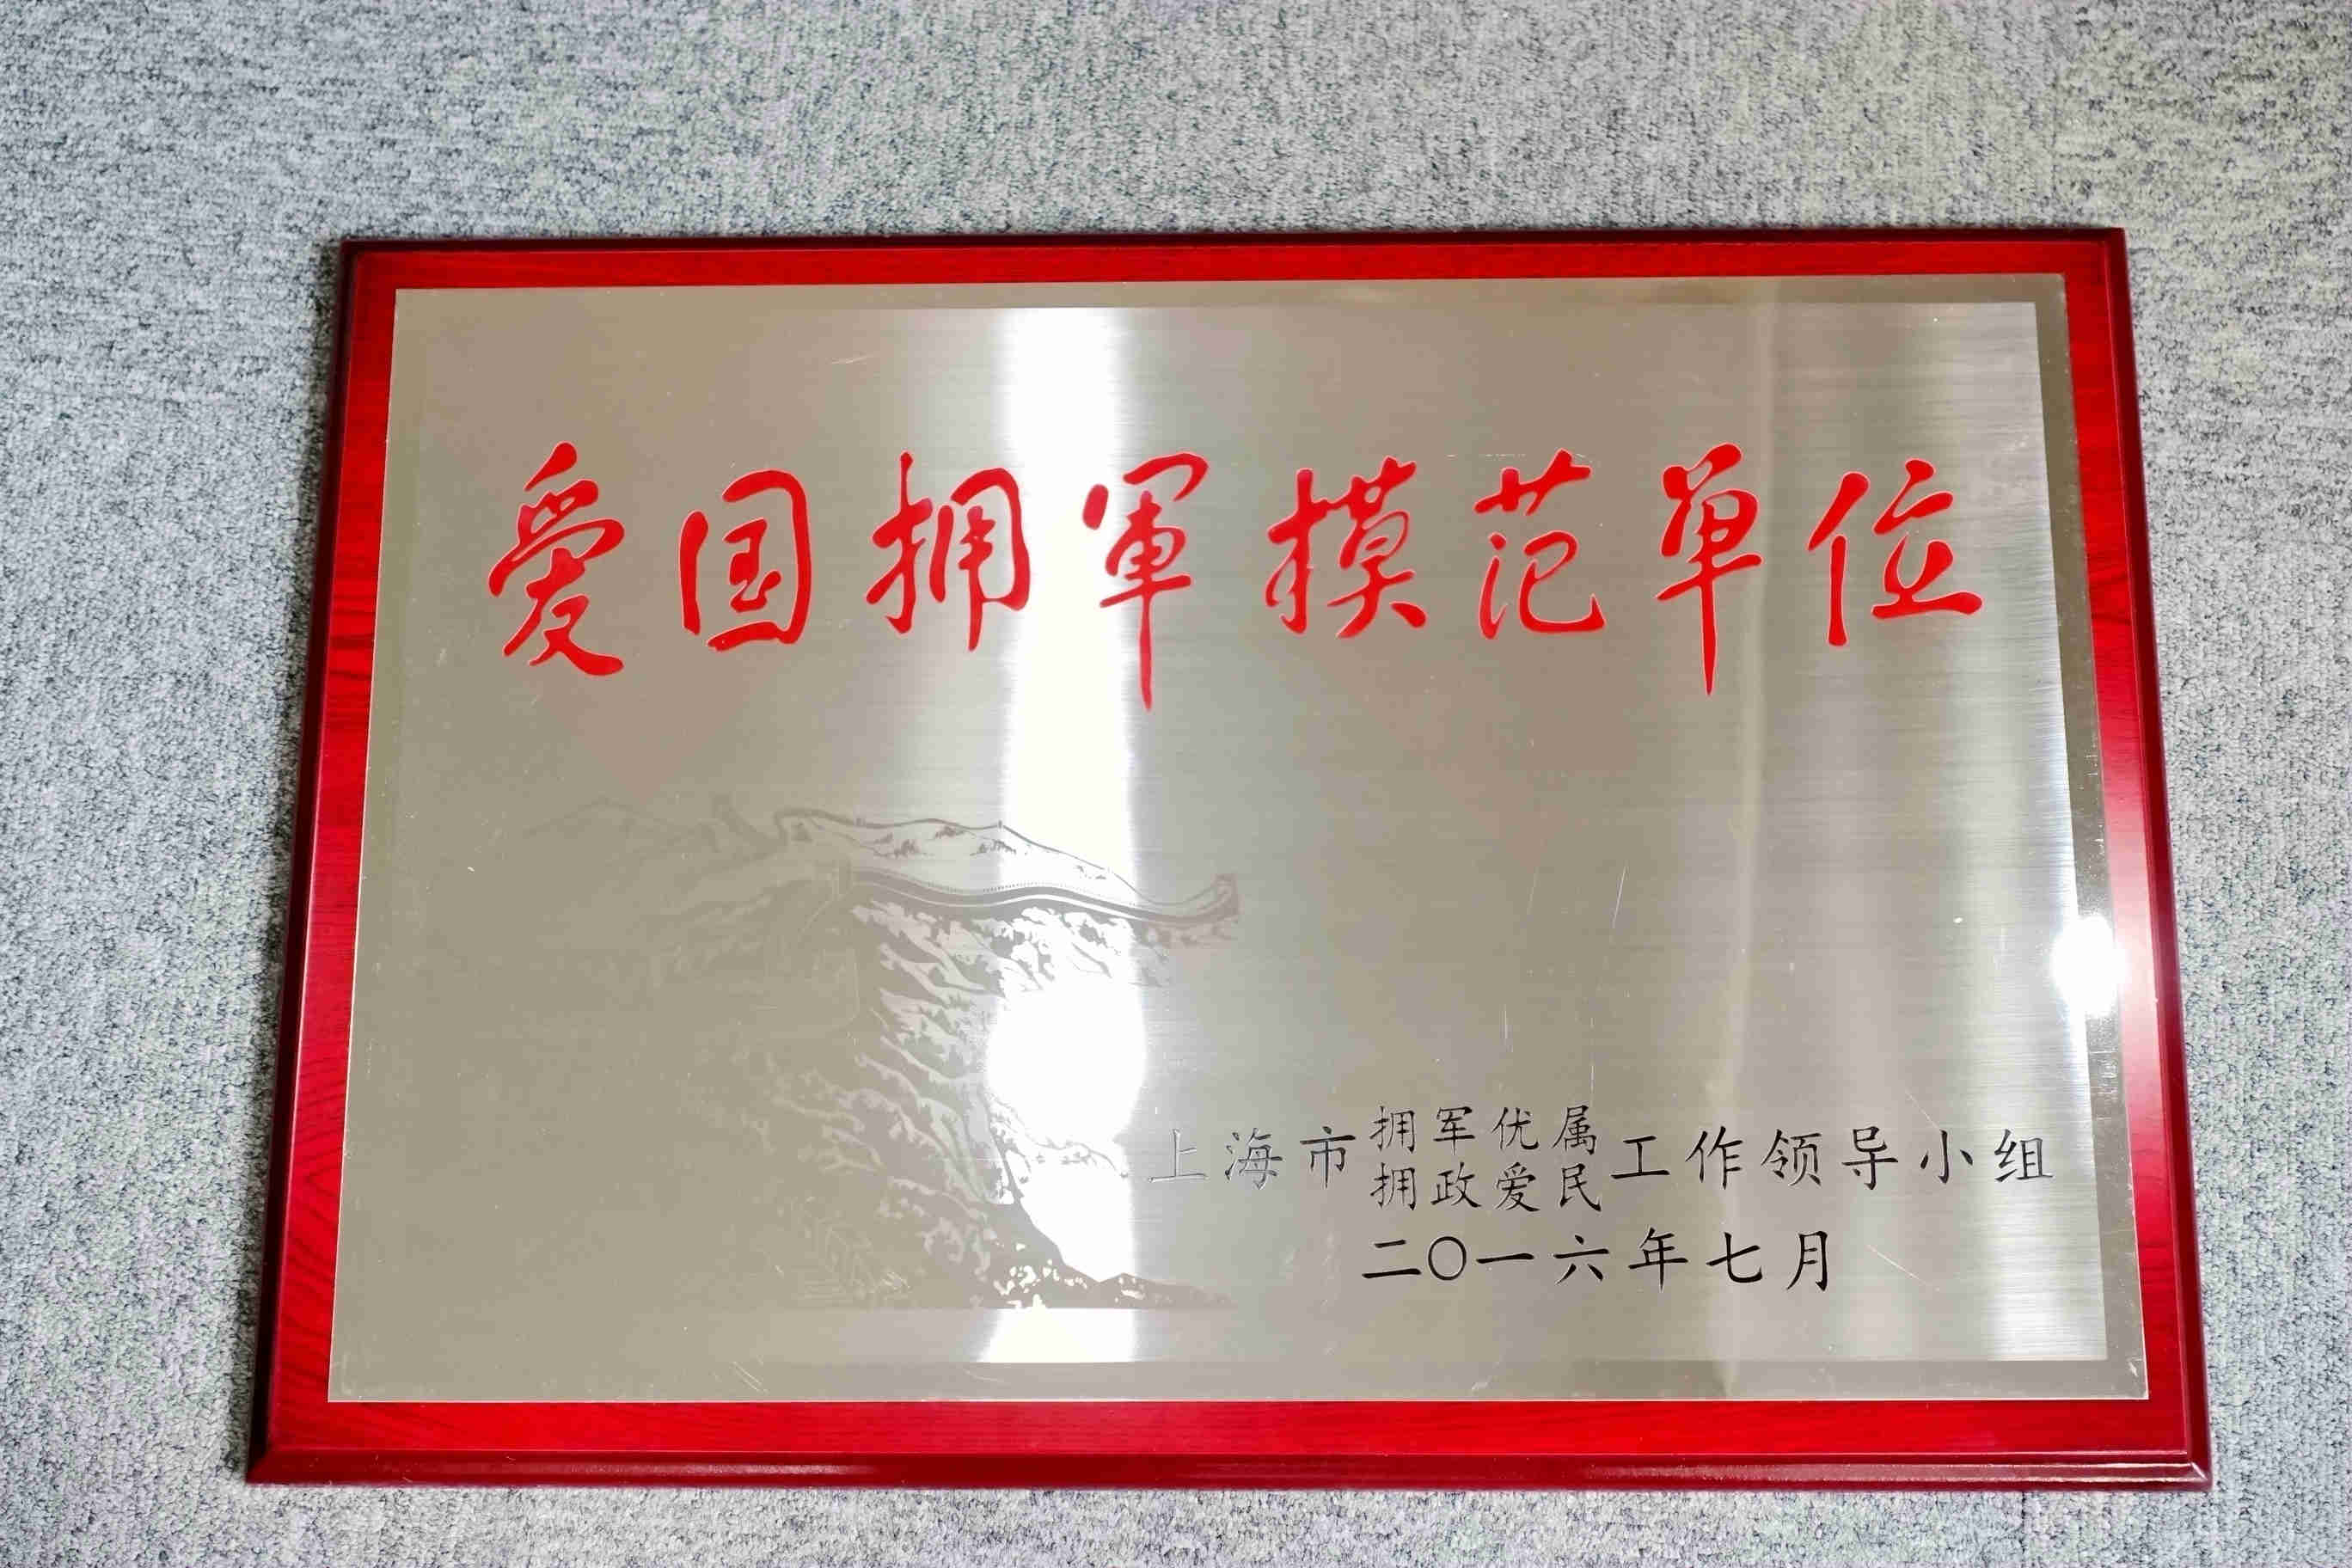 爱国拥軍模范单位
上海市拥军优属工作领导小组
拥政爱民
二〇一六年七月